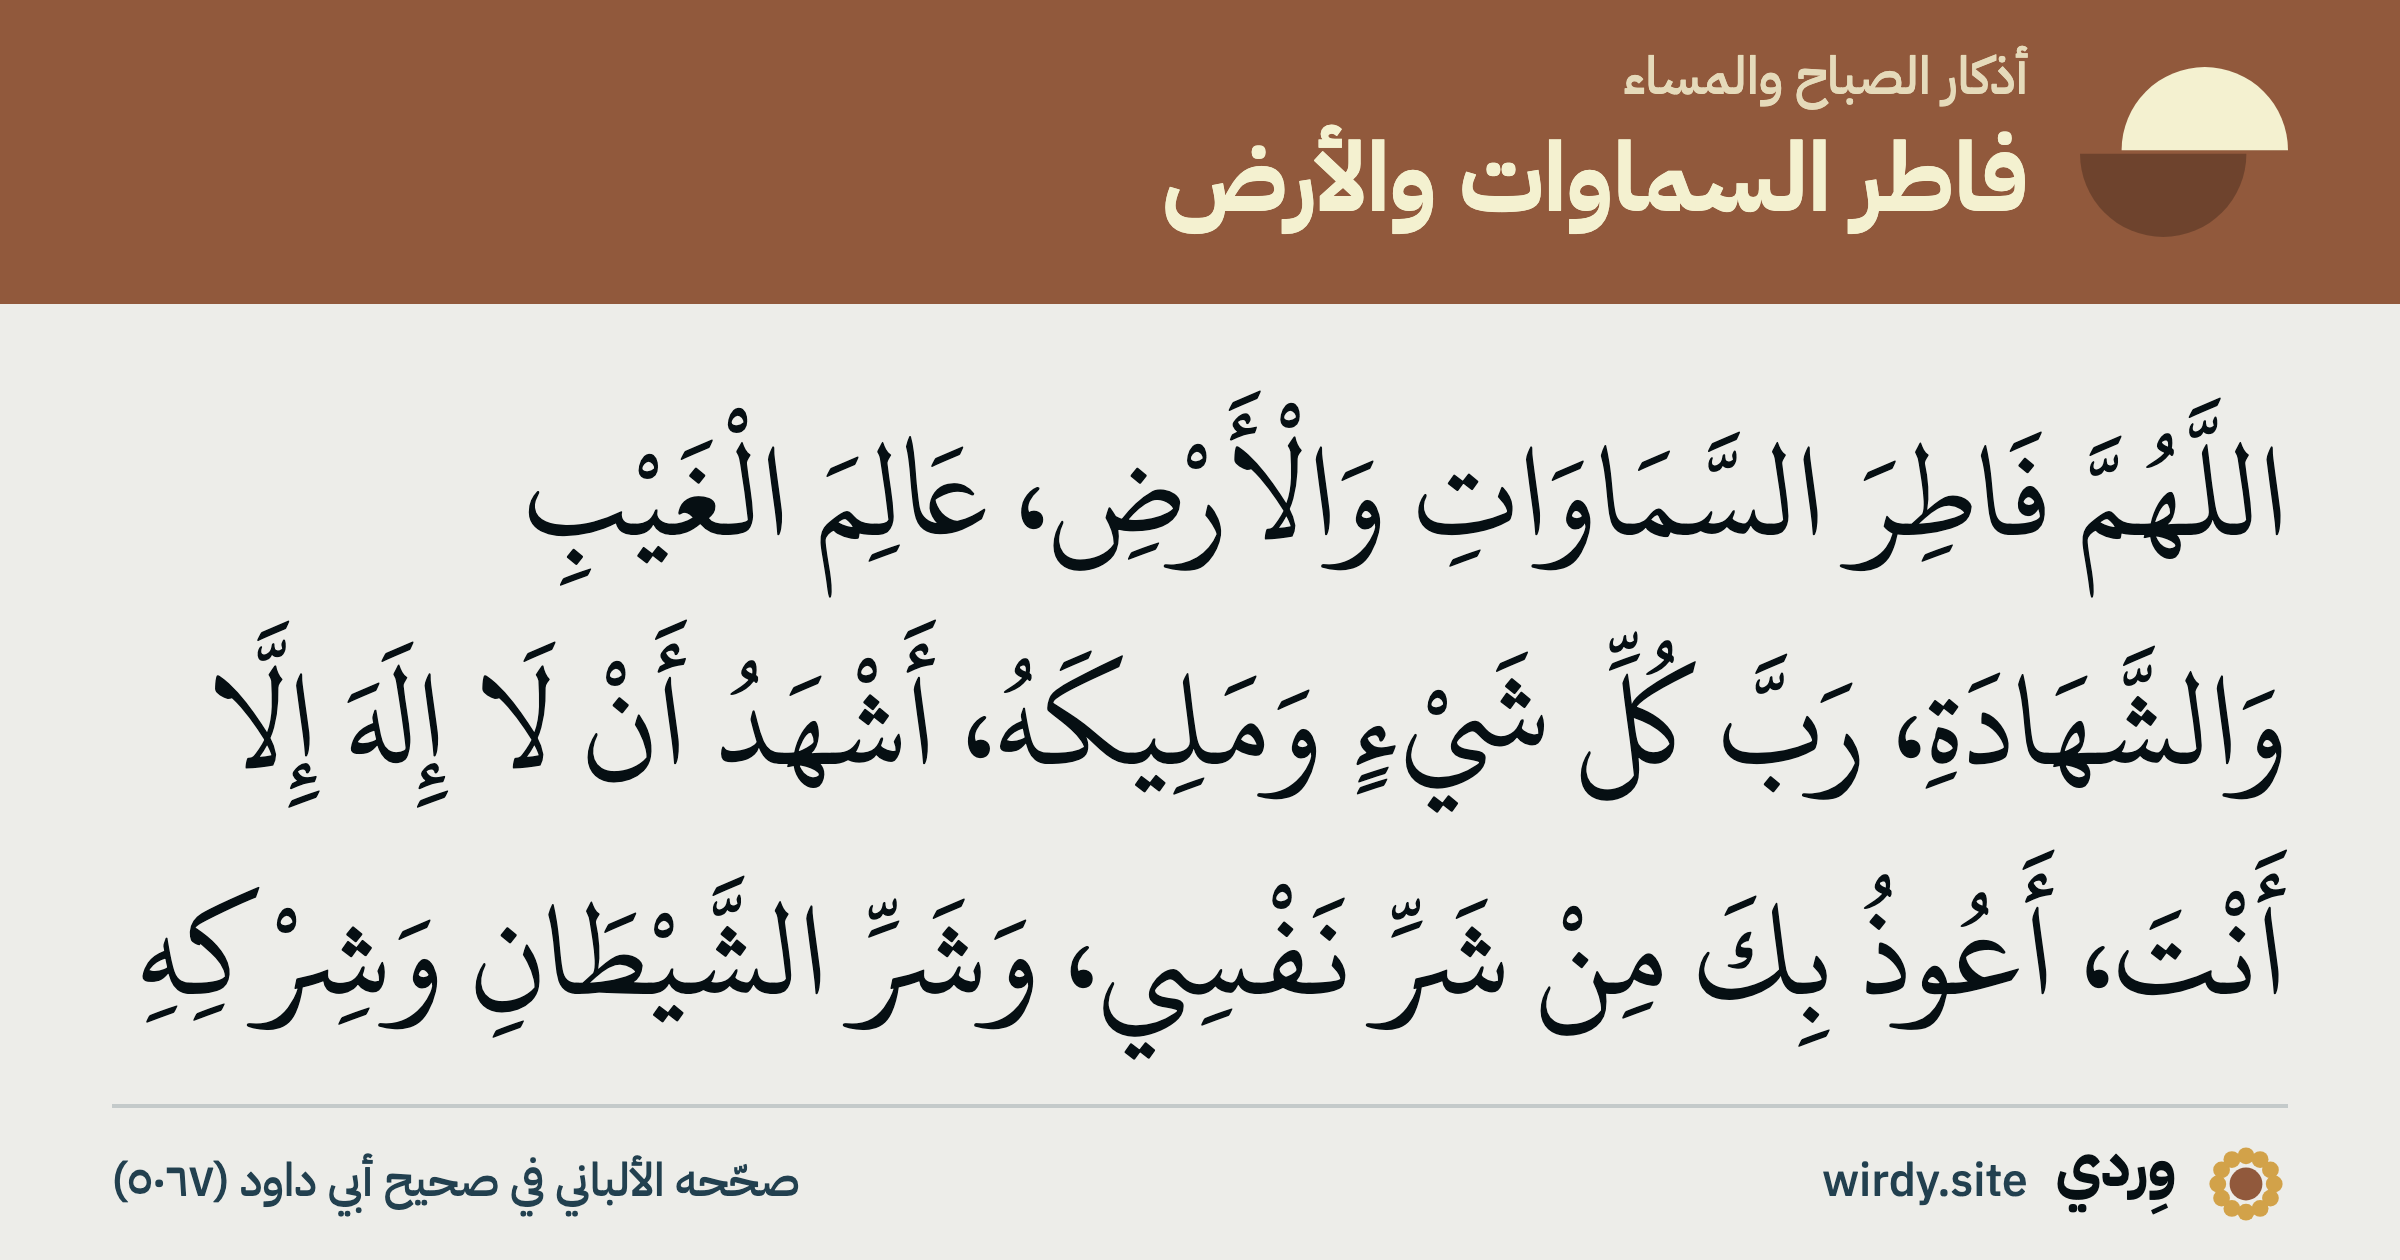 أذكار الصباح والمساء
فاطر السماوات والأرض
اللَّهُمَّ فَاطِرَ السَّمَاوَاتِ وَالْأَرْضِ، عَالِمَ الْغَيْبِ
وَالشَّهَادَةِ، رَبَّ كُلِّ شَيْءٍ وَمَلِيكَهُ، أَشْهَدُ أَنْ لَا إِلَهَ إِلَّا
أَنْتَ، أَعُوذُ بِكَ مِنْ شَرِّ نَفْسِي، وَشَرِّ الشَّيْطَانِ وَشِرْكِهِ
وِردي wirdy.site
صحّحه الألباني في صحيح أبي داود (٥٠٦٧)